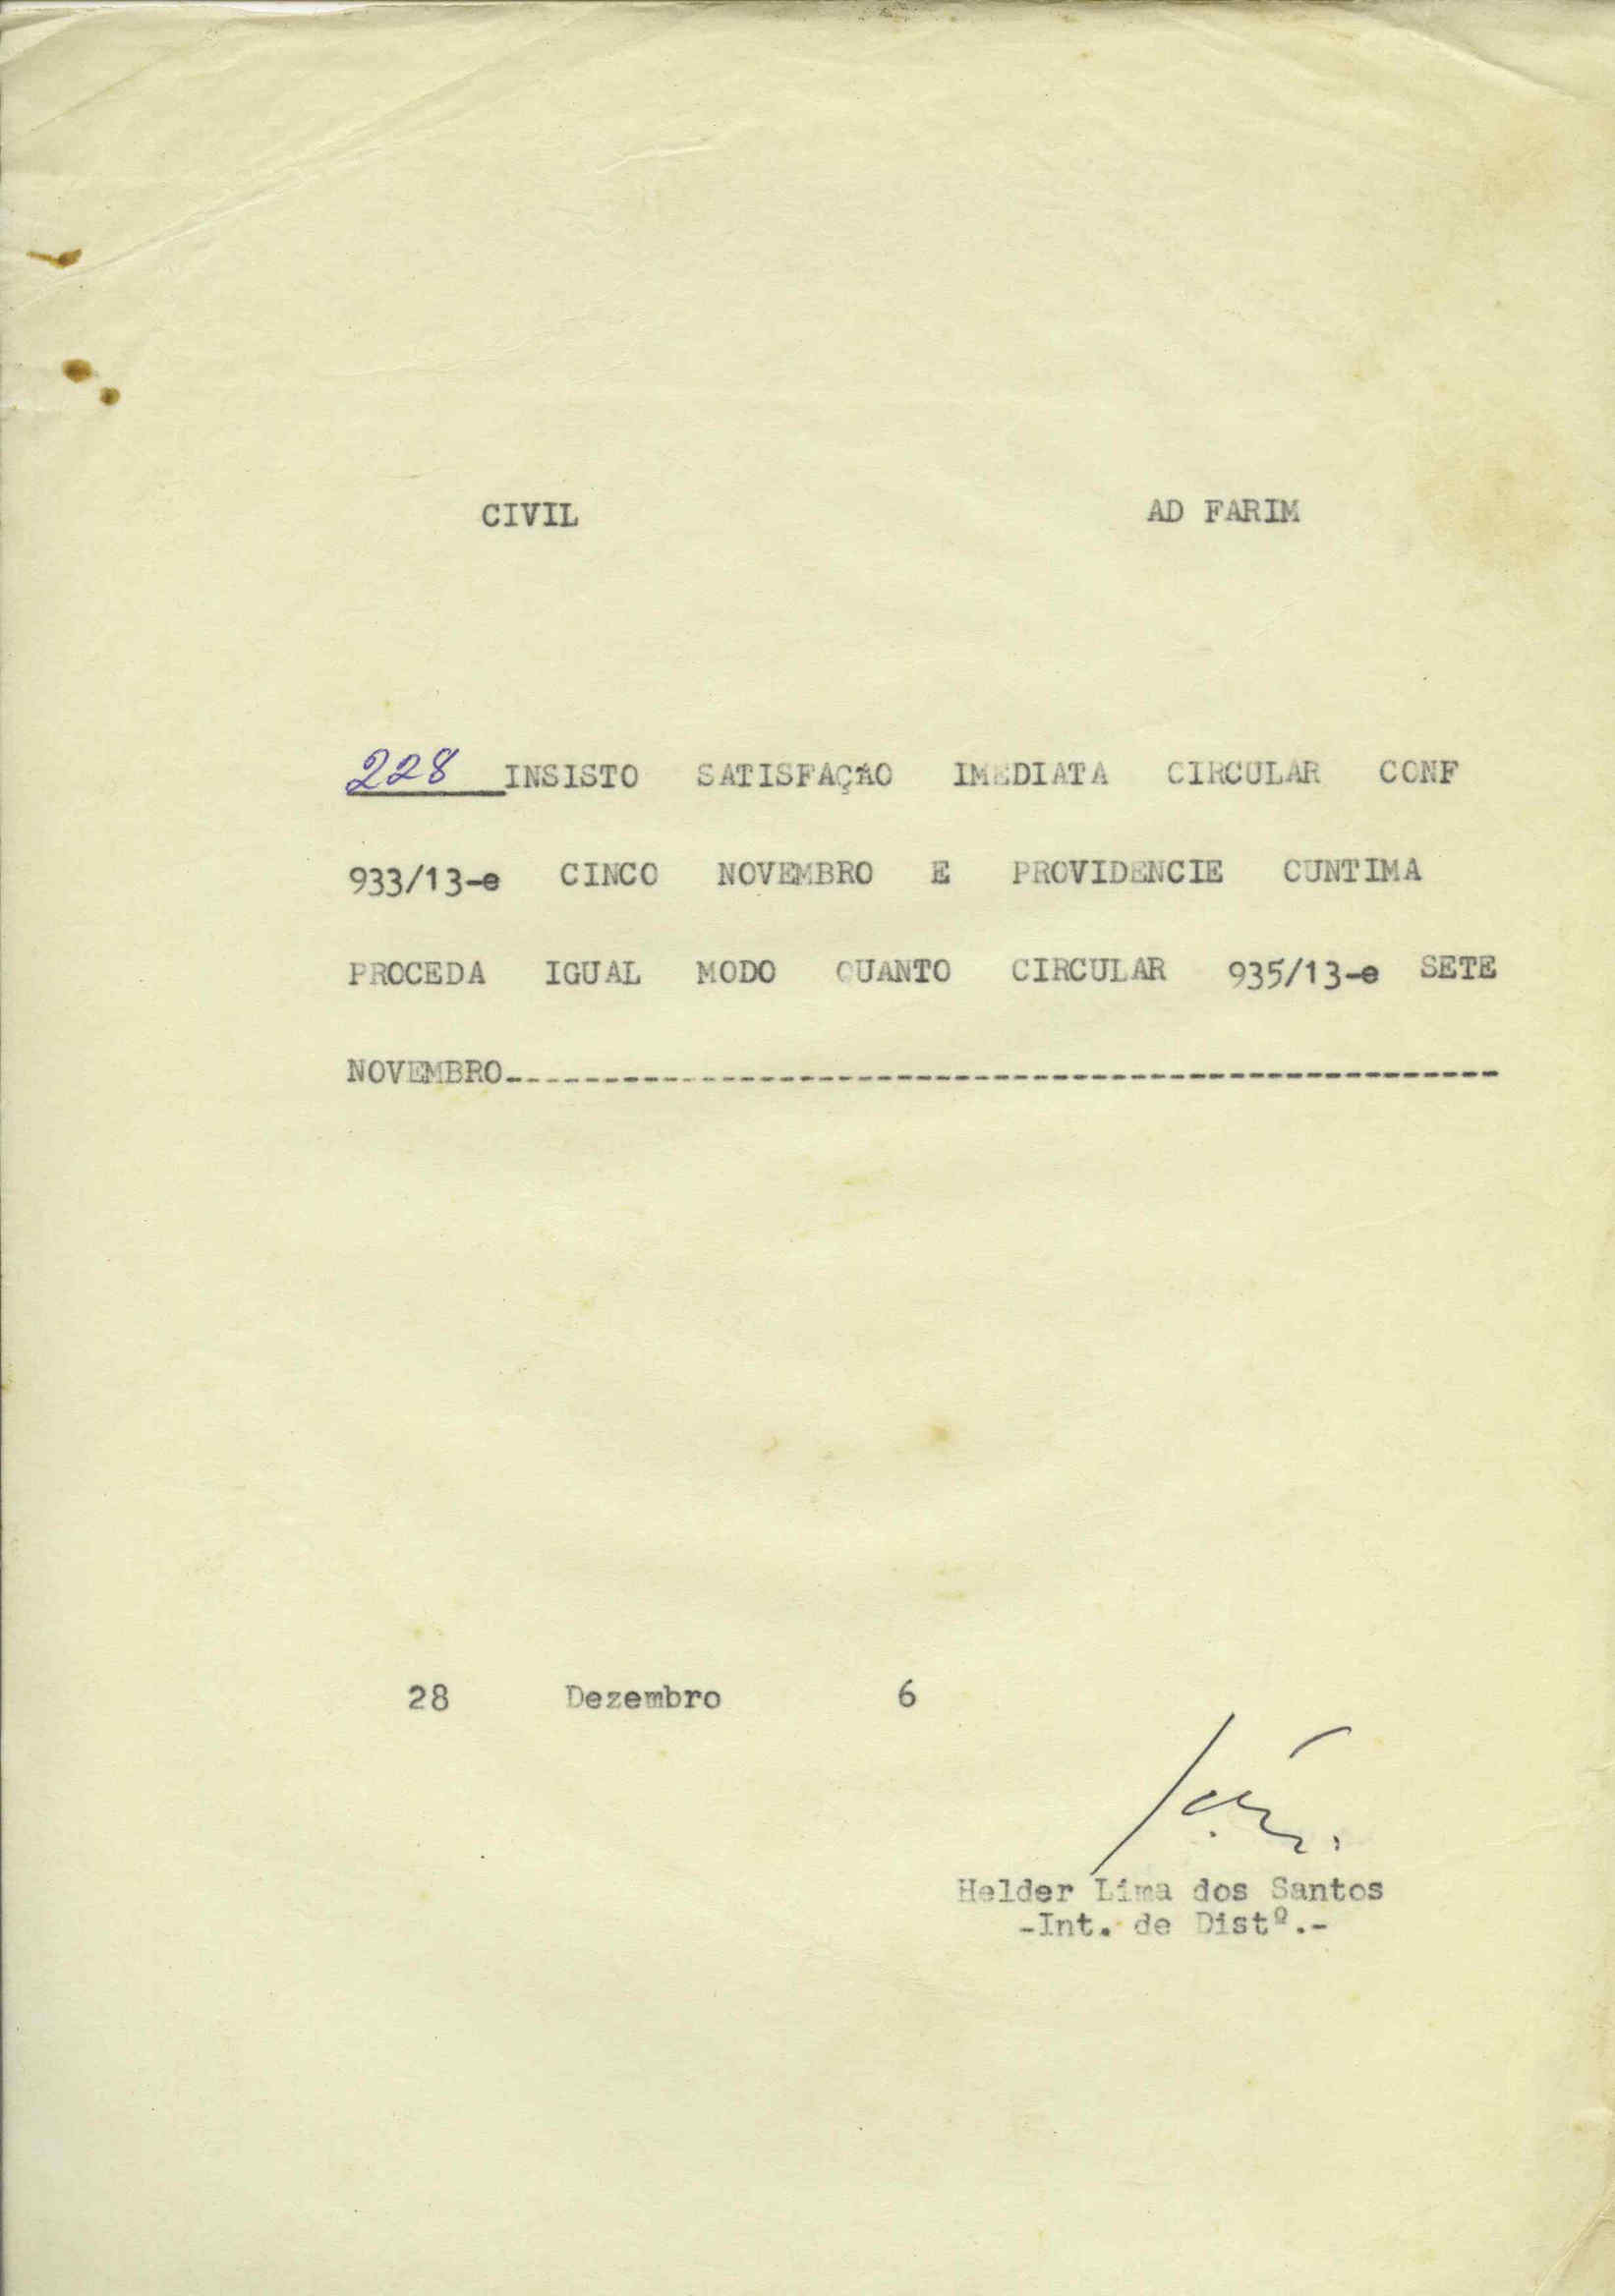 CIVIL AD FARIM
228 INSISTO SATISFAÇÃO IMEDIATA CIRCULAR CONF
933/13-e CINCO NOVEMBRO E PROVIDENCIE CUNTIMA
PROCEDA IGUAL MODO QUANTO CIRCULAR 935/13-e SETE
NOVEMBRO--------------------------------------------------
28 Dezembro 6
Helder Lima dos Santos
-Int. de Distº.-